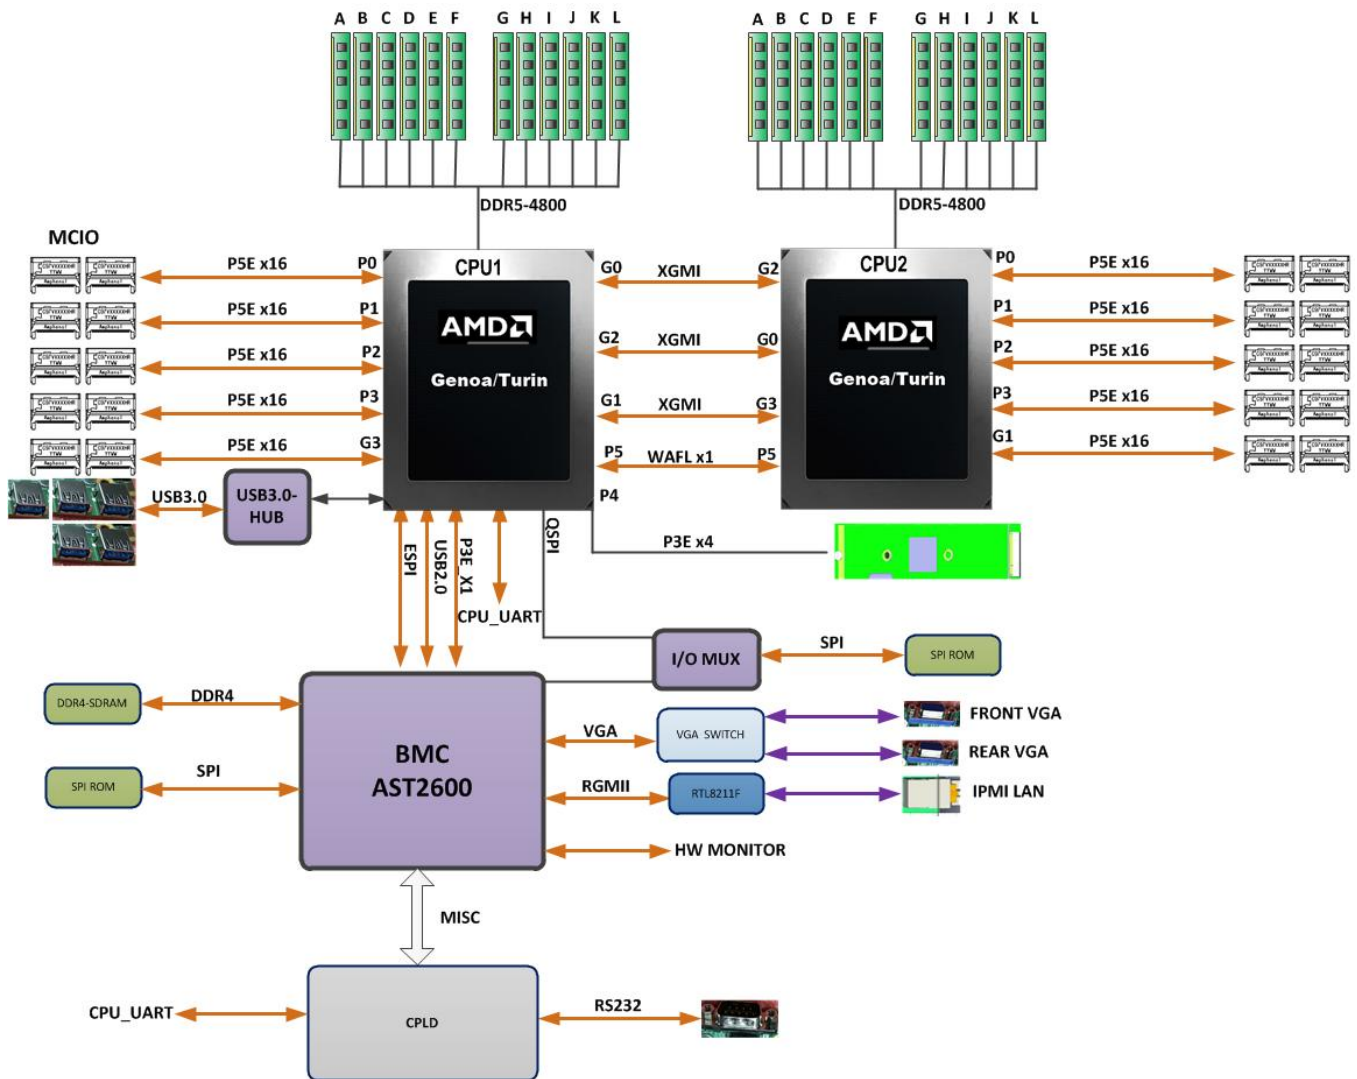 A B C D E F G H I J K L
A B C D E F G H I J K L
DDR5-4800
DDR5-4800
MCIO
P5E x16
P0
CPU1
G0
XGMI
G2
CPU2
P0
P5E x16
P5E x16
P1
AMD
AMD
P1
P5E x16
P5E x16
P2
Genoa/Turin
G2
XGMI
G0
Genoa/Turin
P2
P5E x16
P5E x16
P3
G1
XGMI
G3
P3
P5E x16
P5E x16
G3
P5
WAFL x1
P5
G1
P5E x16
P4
USB3.0
USB3.0-
HUB
ESPI
USB2.0
P3E_X1
CPU_UART
QSPI
P3E x4
I/O MUX
SPI
SPI ROM
DDR4-SDRAM
DDR4
BMC
AST2600
VGA
VGA SWITCH
FRONT VGA
REAR VGA
SPI ROM
SPI
RGMII
RTL8211F
IPMI LAN
HW MONITOR
MISC
CPU_UART
CPLD
RS232